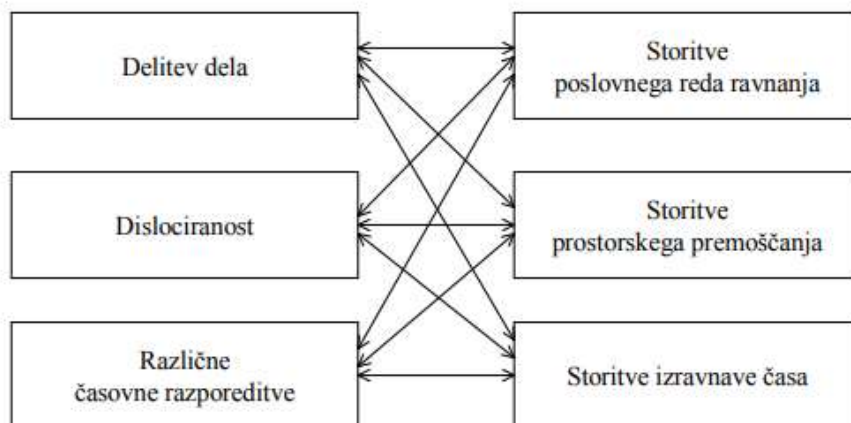 Delitev dela
Storitve
poslovnega reda ravnanja
Dislociranost
Storitve
prostorskega premoščanja
Različne
časovne razporeditve
Storitve izravnave časa